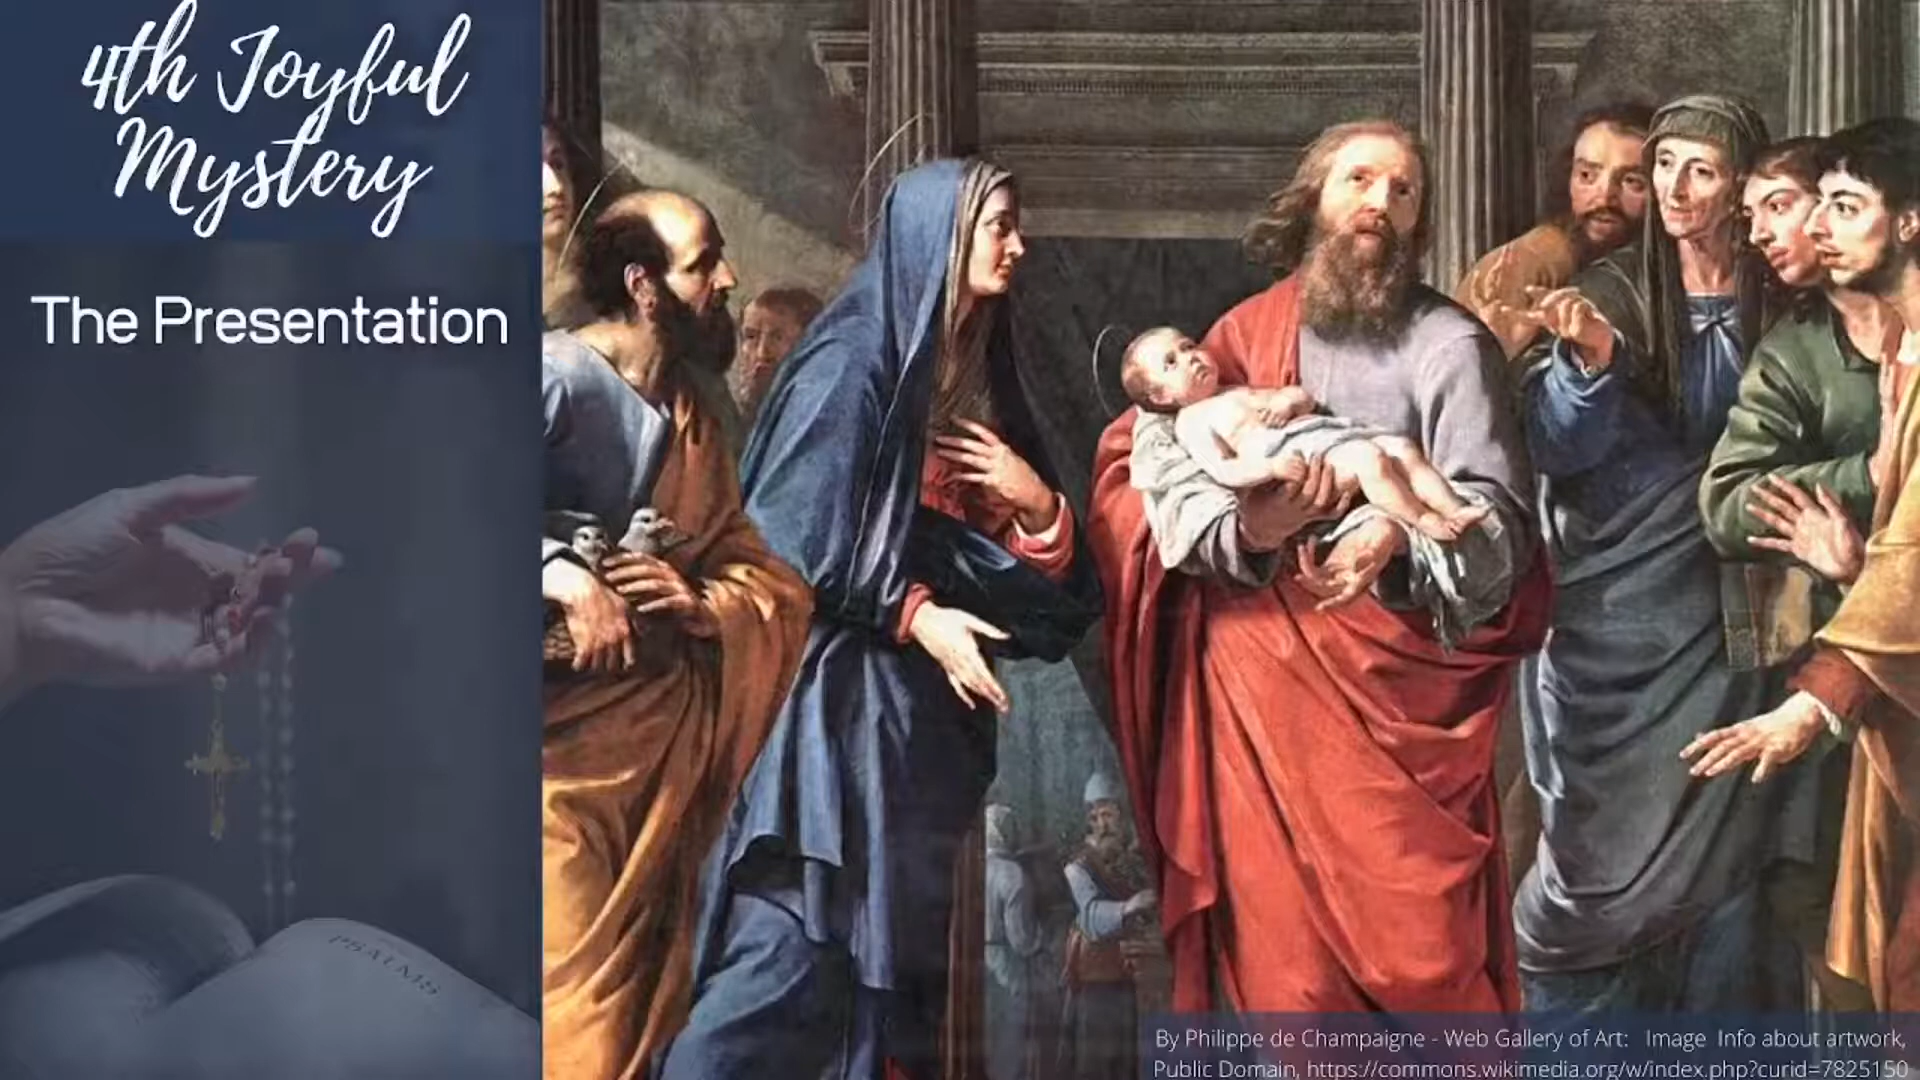 4th Joyful
Mystery
The Presentation
PSALMS
By Philippe de Champaigne - Web Gallery of Art: Image Info about artwork,
Public Domain, https://commons.wikimedia.org/w/index.php?curid=7825150